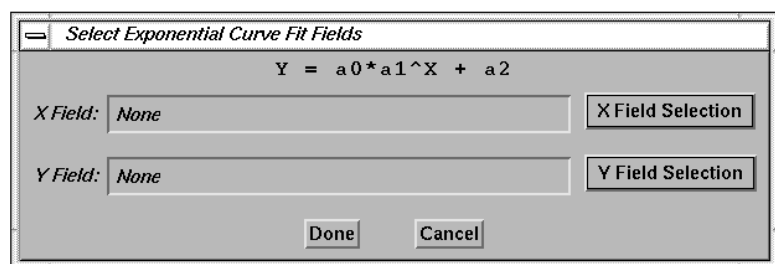 Select Exponential Curve Fit Fields
Y = a0*a1^X + a2
X Field: None X Field Selection
Y Field: None Y Field Selection
Done Cancel